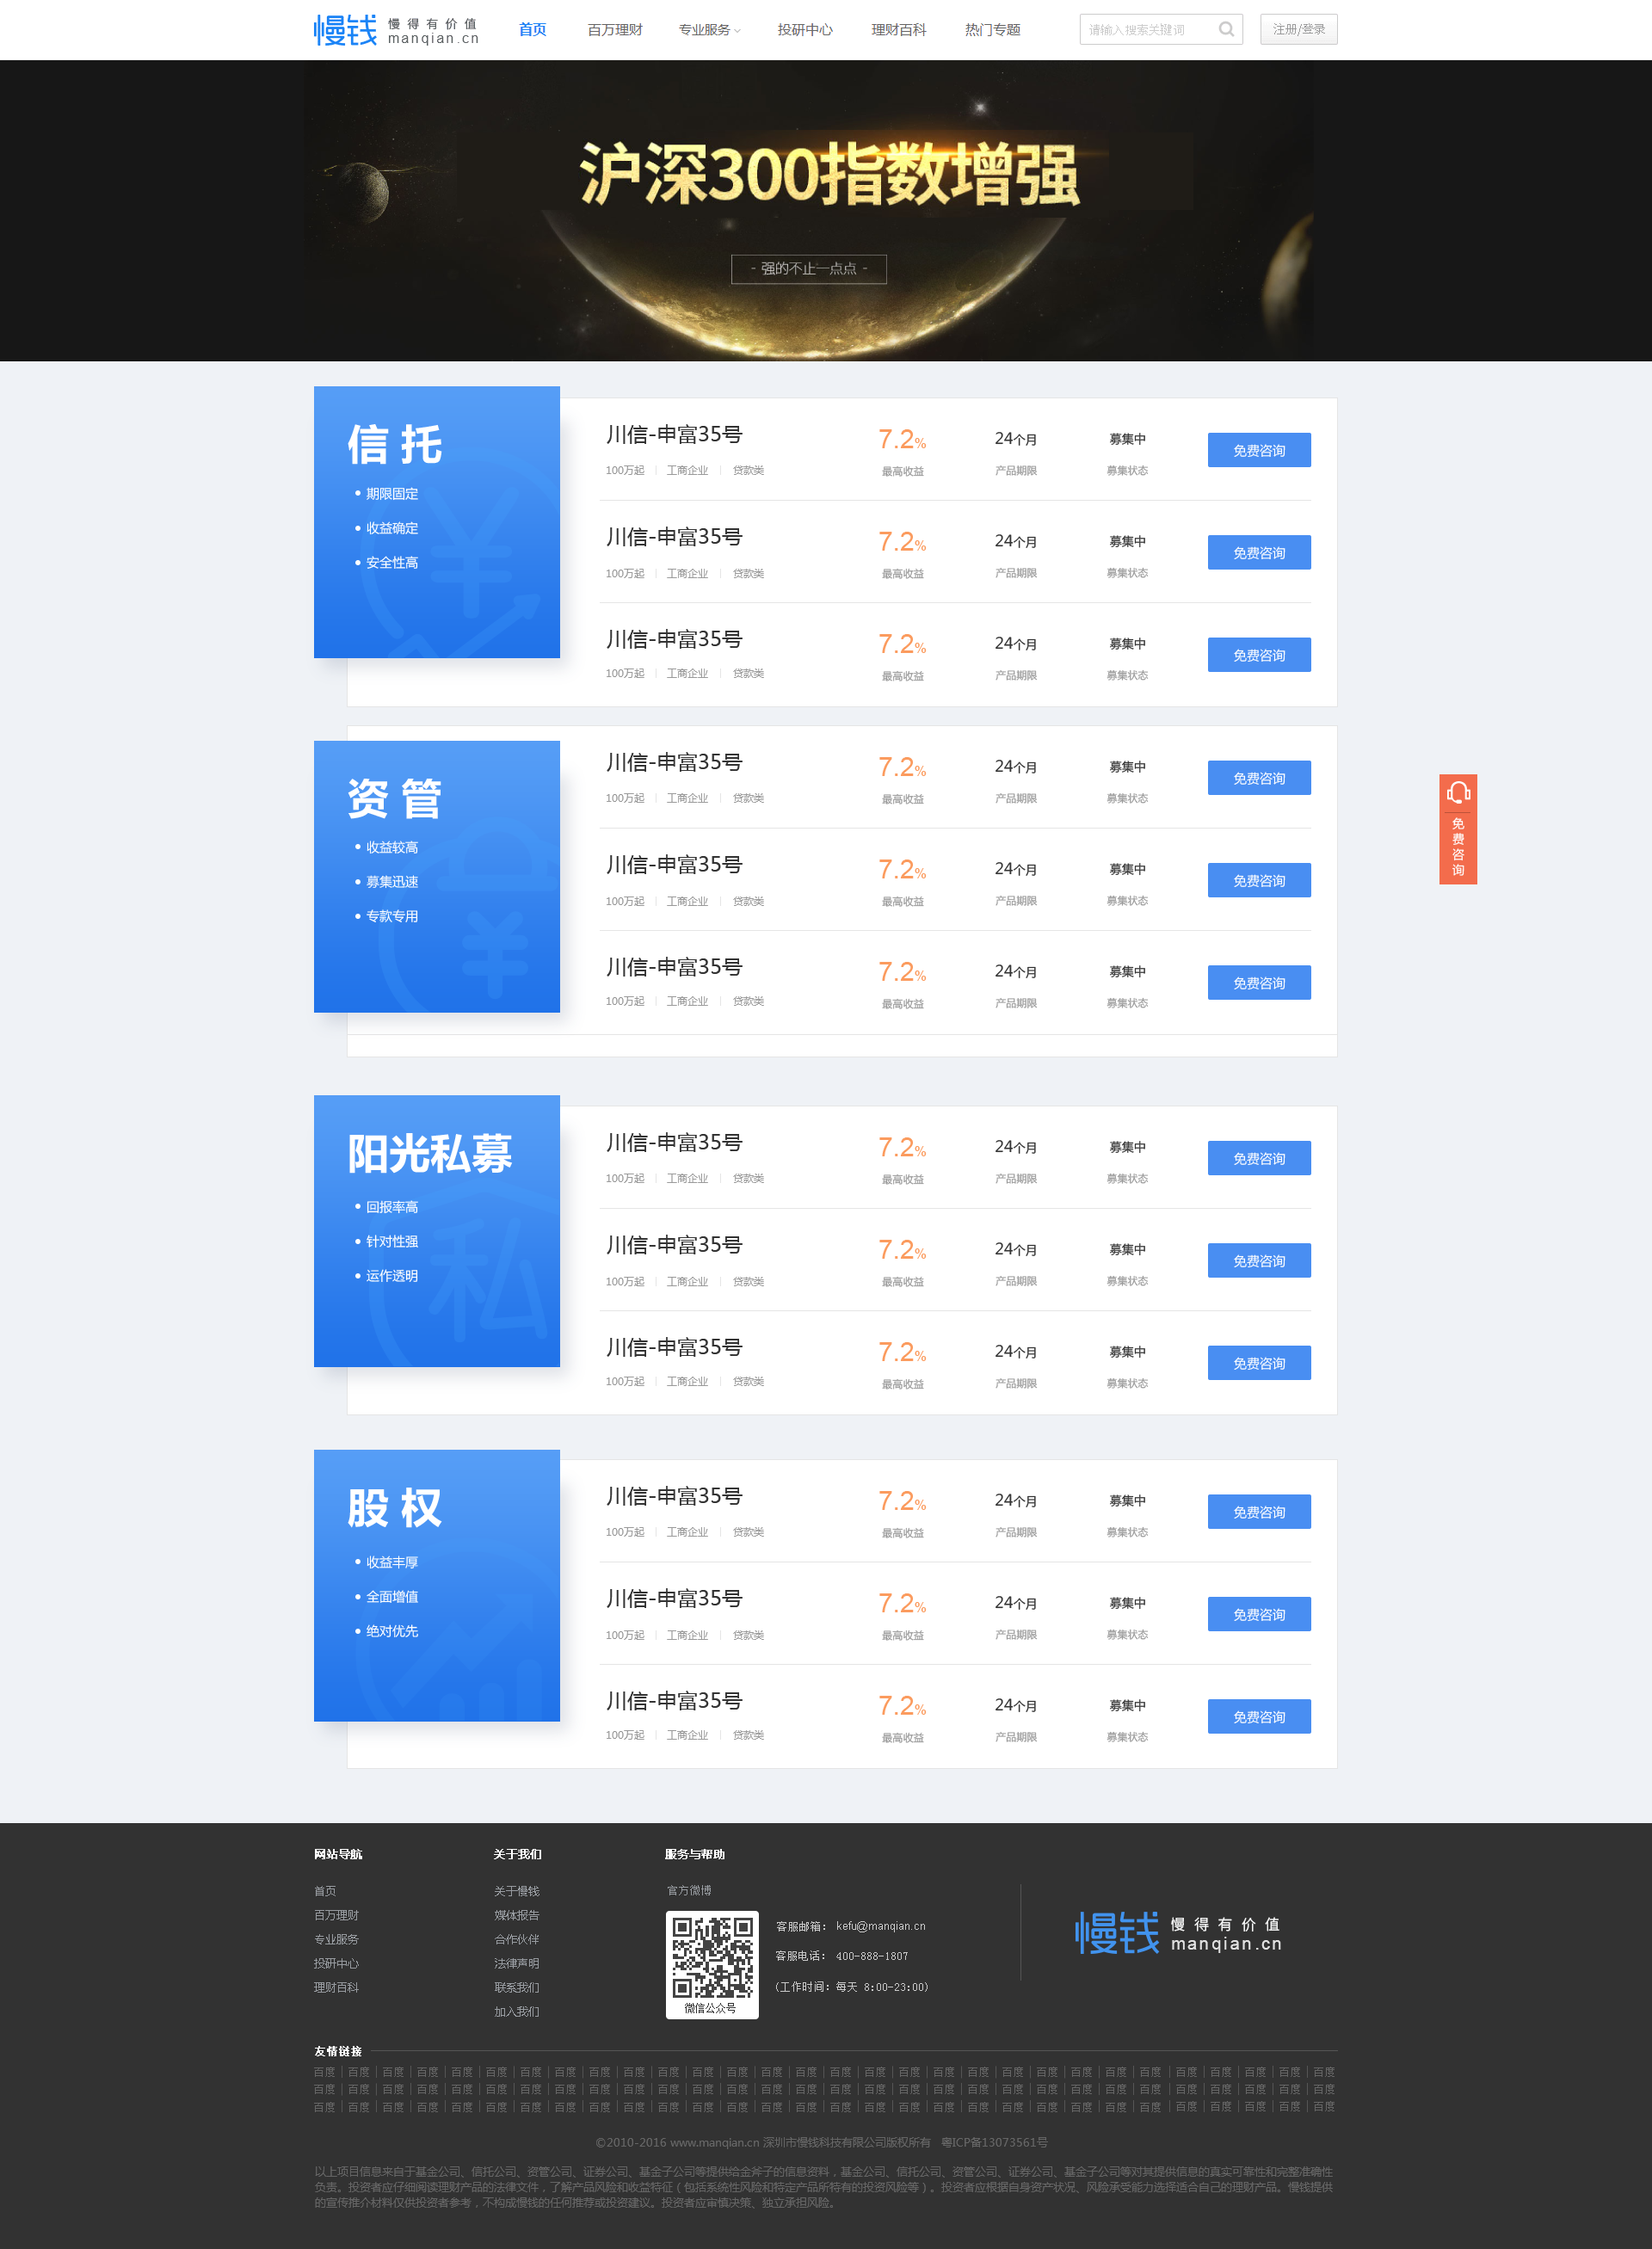 慢钱 慢得有价值 manqian.cn
首页 百万理财 专业服务 投研中心 理财百科 热门专题 请输入搜索关键词 注册/登录
沪深300指数增强
- 强的不止一点点 -
信托
• 期限固定
• 收益确定
• 安全性高
川信-申富35号 7.2% 24个月 募集中 免费咨询
100万起 工商企业 贷款类 最高收益 产品期限 募集状态
川信-申富35号 7.2% 24个月 募集中 免费咨询
100万起 工商企业 贷款类 最高收益 产品期限 募集状态
川信-申富35号 7.2% 24个月 募集中 免费咨询
100万起 工商企业 贷款类 最高收益 产品期限 募集状态
资管
• 收益较高
• 募集迅速
• 专款专用
川信-申富35号 7.2% 24个月 募集中 免费咨询
100万起 工商企业 贷款类 最高收益 产品期限 募集状态
川信-申富35号 7.2% 24个月 募集中 免费咨询
100万起 工商企业 贷款类 最高收益 产品期限 募集状态
川信-申富35号 7.2% 24个月 募集中 免费咨询
100万起 工商企业 贷款类 最高收益 产品期限 募集状态
免费咨询
阳光私募
• 回报率高
• 针对性强
• 运作透明
私
川信-申富35号 7.2% 24个月 募集中 免费咨询
100万起 工商企业 贷款类 最高收益 产品期限 募集状态
川信-申富35号 7.2% 24个月 募集中 免费咨询
100万起 工商企业 贷款类 最高收益 产品期限 募集状态
川信-申富35号 7.2% 24个月 募集中 免费咨询
100万起 工商企业 贷款类 最高收益 产品期限 募集状态
股权
• 收益丰厚
• 全面增值
• 绝对优先
川信-申富35号 7.2% 24个月 募集中 免费咨询
100万起 工商企业 贷款类 最高收益 产品期限 募集状态
川信-申富35号 7.2% 24个月 募集中 免费咨询
100万起 工商企业 贷款类 最高收益 产品期限 募集状态
川信-申富35号 7.2% 24个月 募集中 免费咨询
100万起 工商企业 贷款类 最高收益 产品期限 募集状态
网站导航
首页
百万理财
专业服务
投研中心
理财百科
关于我们
关于慢钱
媒体报告
合作伙伴
法律声明
联系我们
加入我们
服务与帮助
官方微博
微信公众号
客服邮箱: kefu@manqian.cn
客服电话: 400-888-1807
(工作时间: 每天 8:00-23:00)
慢钱 慢得有价值 manqian.cn
友情链接
百度 | 百度 | 百度 | 百度 | 百度 | 百度 | 百度 | 百度 | 百度 | 百度 | 百度 | 百度 | 百度 | 百度 | 百度 | 百度 | 百度 | 百度 | 百度 | 百度 | 百度 | 百度 | 百度 | 百度 | 百度 | 百度 | 百度 | 百度 | 百度 | 百度
百度 | 百度 | 百度 | 百度 | 百度 | 百度 | 百度 | 百度 | 百度 | 百度 | 百度 | 百度 | 百度 | 百度 | 百度 | 百度 | 百度 | 百度 | 百度 | 百度 | 百度 | 百度 | 百度 | 百度 | 百度 | 百度 | 百度 | 百度 | 百度 | 百度
百度 | 百度 | 百度 | 百度 | 百度 | 百度 | 百度 | 百度 | 百度 | 百度 | 百度 | 百度 | 百度 | 百度 | 百度 | 百度 | 百度 | 百度 | 百度 | 百度 | 百度 | 百度 | 百度 | 百度 | 百度 | 百度 | 百度 | 百度 | 百度 | 百度
©2010-2016 www.manqian.cn 深圳市慢钱科技有限公司版权所有 粤ICP备13073561号
以上项目信息来自于基金公司、信托公司、资管公司、证券公司、基金子公司等提供给金斧子的信息资料，基金公司、信托公司、资管公司、证券公司、基金子公司等对其提供信息的真实可靠性和完整准确性
负责。投资者应仔细阅读理财产品的法律文件，了解产品风险和收益特征（包括系统性风险和特定产品所特有的投资风险等）。投资者应根据自身资产状况、风险承受能力选择适合自己的理财产品。慢钱提供
的宣传推介材料仅供投资者参考，不构成慢钱的任何推荐或投资建议。投资者应审慎决策、独立承担风险。